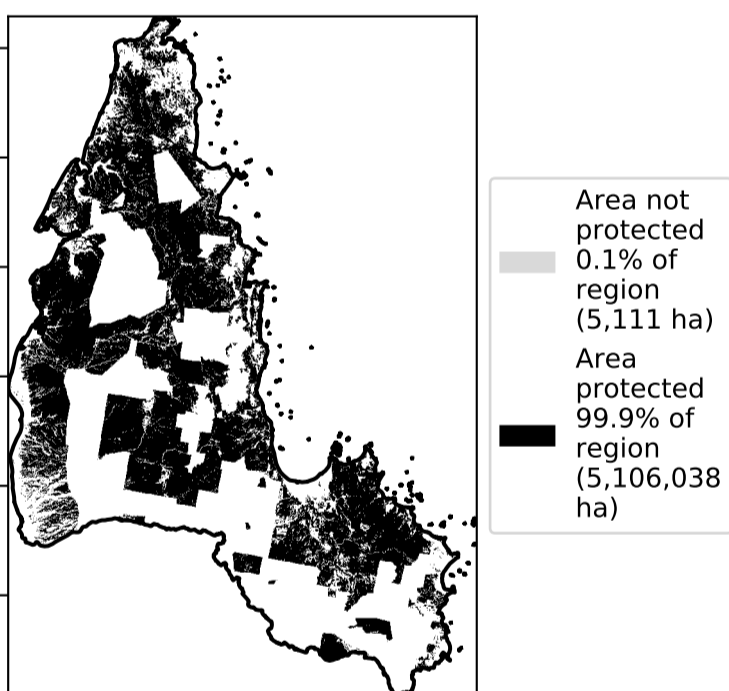 Area not
protected
0.1% of
region
(5,111 ha)
Area
protected
99.9% of
region
(5,106,038
ha)